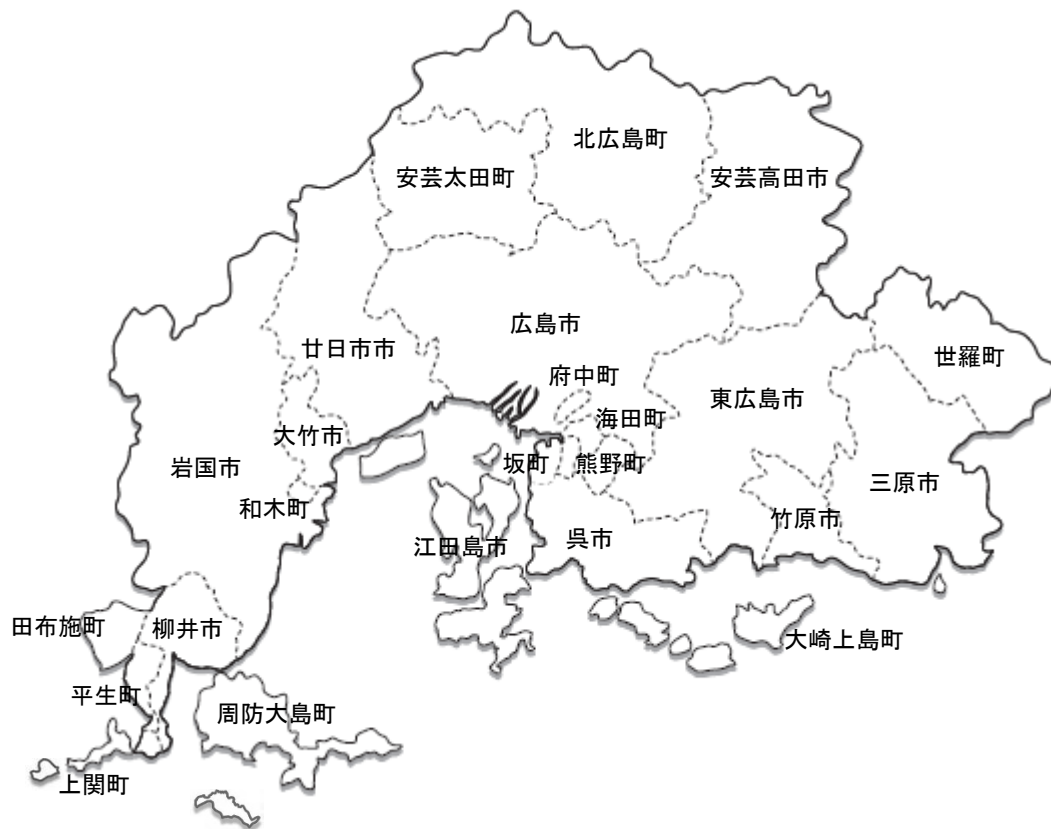 北広島町
安芸太田町
安芸高田市
広島市
廿日市市
世羅町
府中町
東広島市
海田町
大竹市
岩国市
坂町
熊野町
三原市
和木町
竹原市
江田島市
呉市
田布施町
柳井市
大崎上島町
平生町
周防大島町
上関町